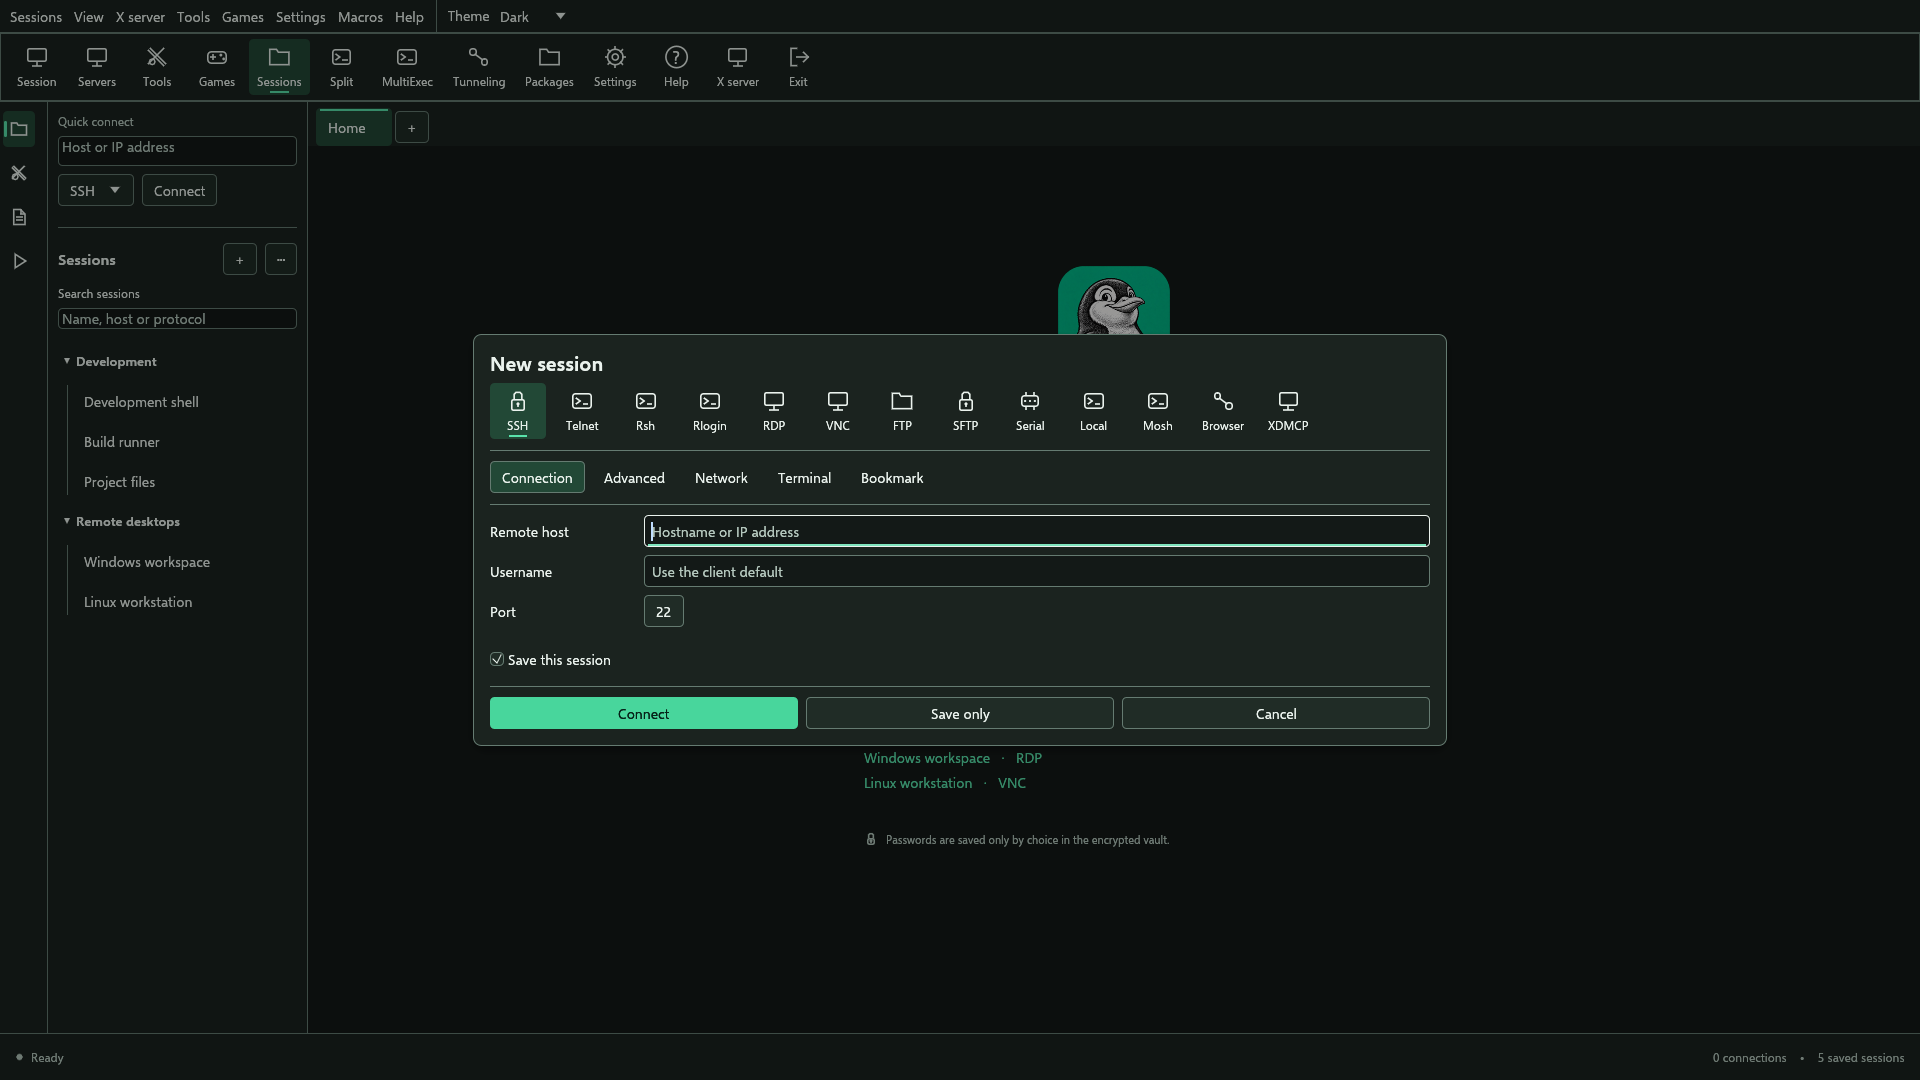 Sessions View X server Tools Games Settings Macros Help Theme Dark
Session Servers Tools Games Sessions Split MultiExec Tunneling Packages Settings Help X server Exit
Quick connect
Host or IP address
SSH Connect
Sessions + ...
Search sessions
Name, host or protocol
Development
Development shell
Build runner
Project files
Remote desktops
Windows workspace
Linux workstation
Home +
New session
SSH Telnet Rsh Rlogin RDP VNC FTP SFTP Serial Local Mosh Browser XDMCP
Connection Advanced Network Terminal Bookmark
Remote host Hostname or IP address
Username Use the client default
Port 22
Save this session
Connect Save only Cancel
Windows workspace · RDP
Linux workstation · VNC
Passwords are saved only by choice in the encrypted vault.
Ready
0 connections • 5 saved sessions